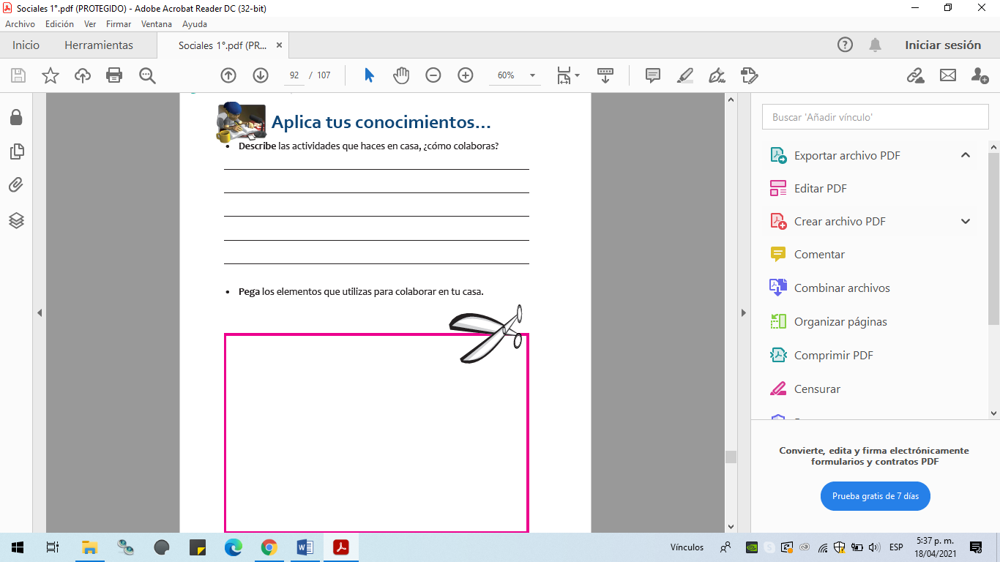 Sociales 1°.pdf (PROTEGIDO) - Adobe Acrobat Reader DC (32-bit)
Archivo Edición Ver Firmar Ventana Ayuda
Inicio Herramientas Sociales 1°.pdf (PR... Iniciar sesión
92 / 107 60%
Aplica tus conocimientos...
• Describe las actividades que haces en casa, ¿cómo colaboras?
• Pega los elementos que utilizas para colaborar en tu casa.
Buscar 'Añadir vínculo'
Exportar archivo PDF
Editar PDF
Crear archivo PDF
Comentar
Combinar archivos
Organizar páginas
Comprimir PDF
Censurar
Convierte, edita y firma electrónicamente
formularios y contratos PDF
Prueba gratis de 7 días
Vínculos ESP 5:37 p. m.
18/04/2021